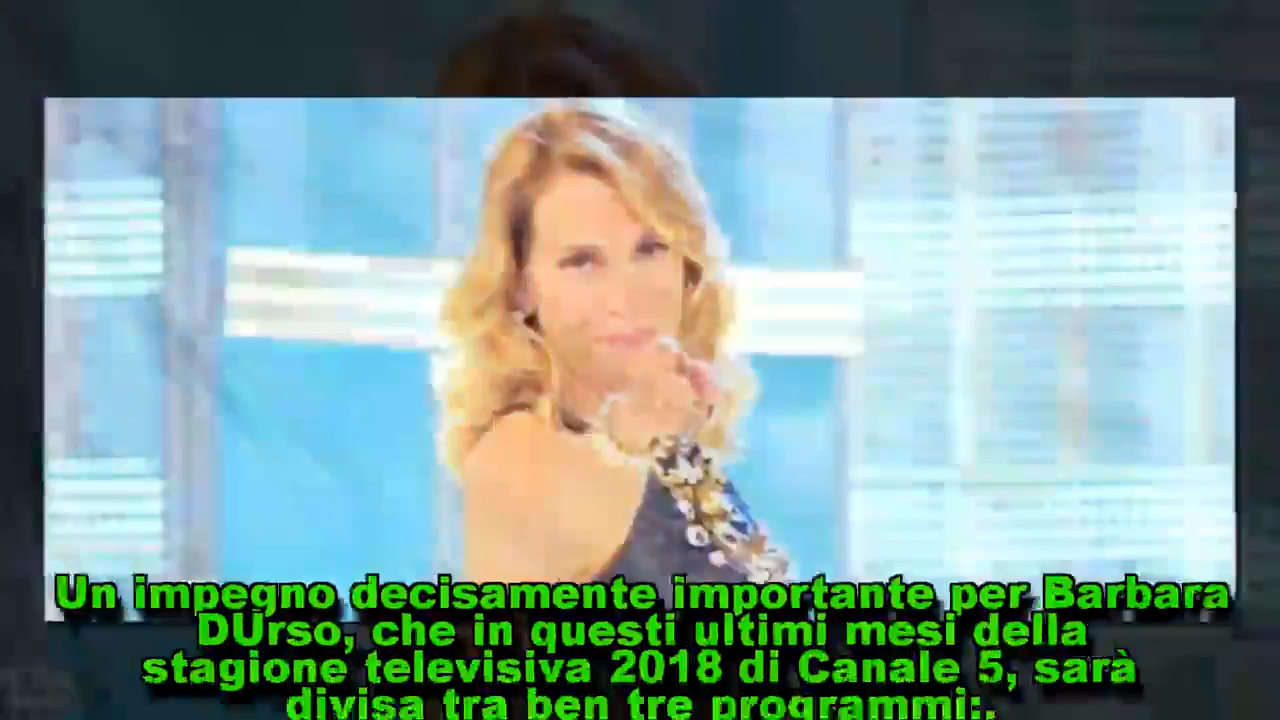 Un impegno decisamente importante per Barbara
DUrso, che in questi ultimi mesi della
stagione televisiva 2018 di Canale 5, sarà
divisa tra ben tre programmi:.